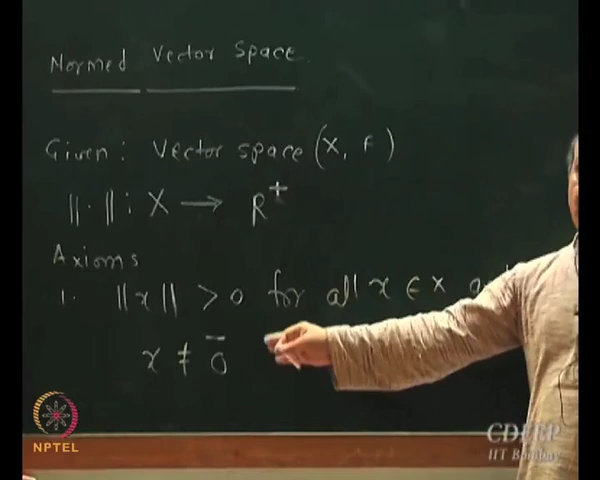 Normed Vector Space
Given: Vector space (X, F)
||·|| : X → R⁺
Axioms
1. ||x|| > 0 for all x ∈ X
x ≠ 0̄
NPTEL
CDEEP
IIT Bombay